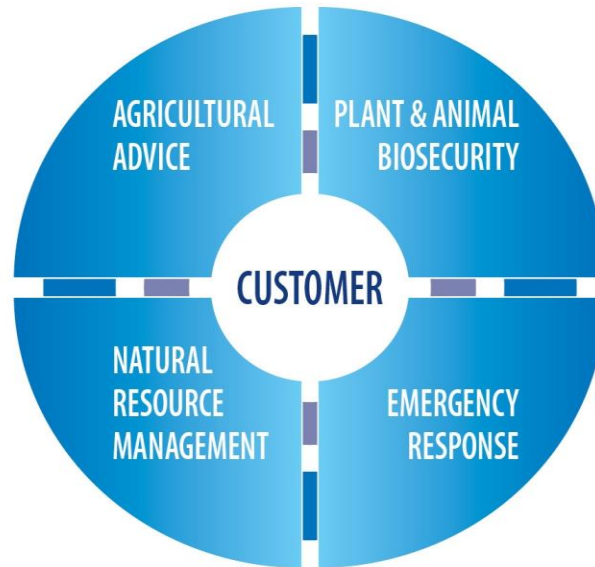 AGRICULTURAL
ADVICE
PLANT & ANIMAL
BIOSECURITY
CUSTOMER
NATURAL
RESOURCE
MANAGEMENT
EMERGENCY
RESPONSE